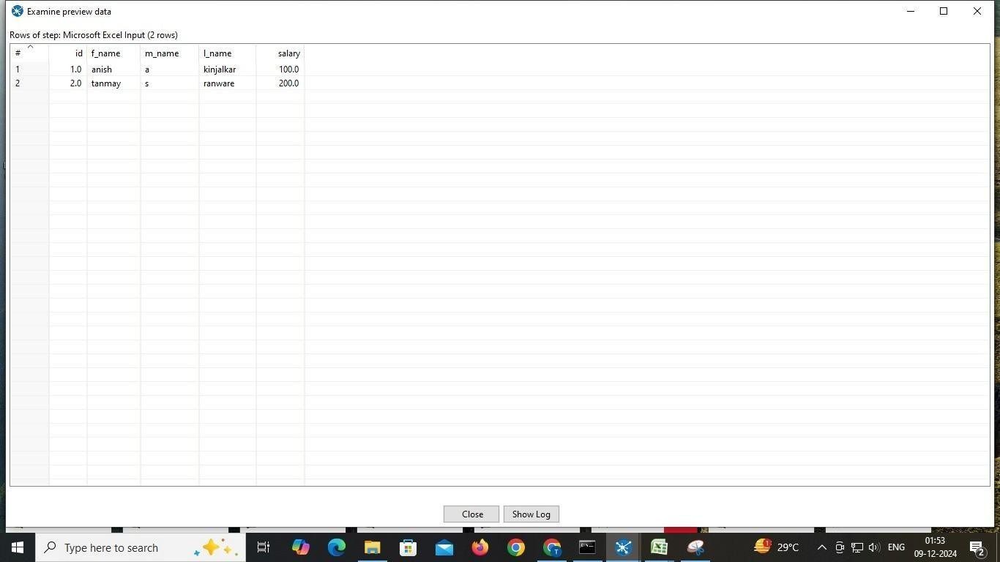 Examine preview data
Rows of step: Microsoft Excel Input (2 rows)
# id f_name m_name l_name salary
1 1.0 anish a kinjalkar 100.0
2 2.0 tanmay s ranware 200.0
Close Show Log
Type here to search T 1 29°C ENG 01:53
09-12-2024 2